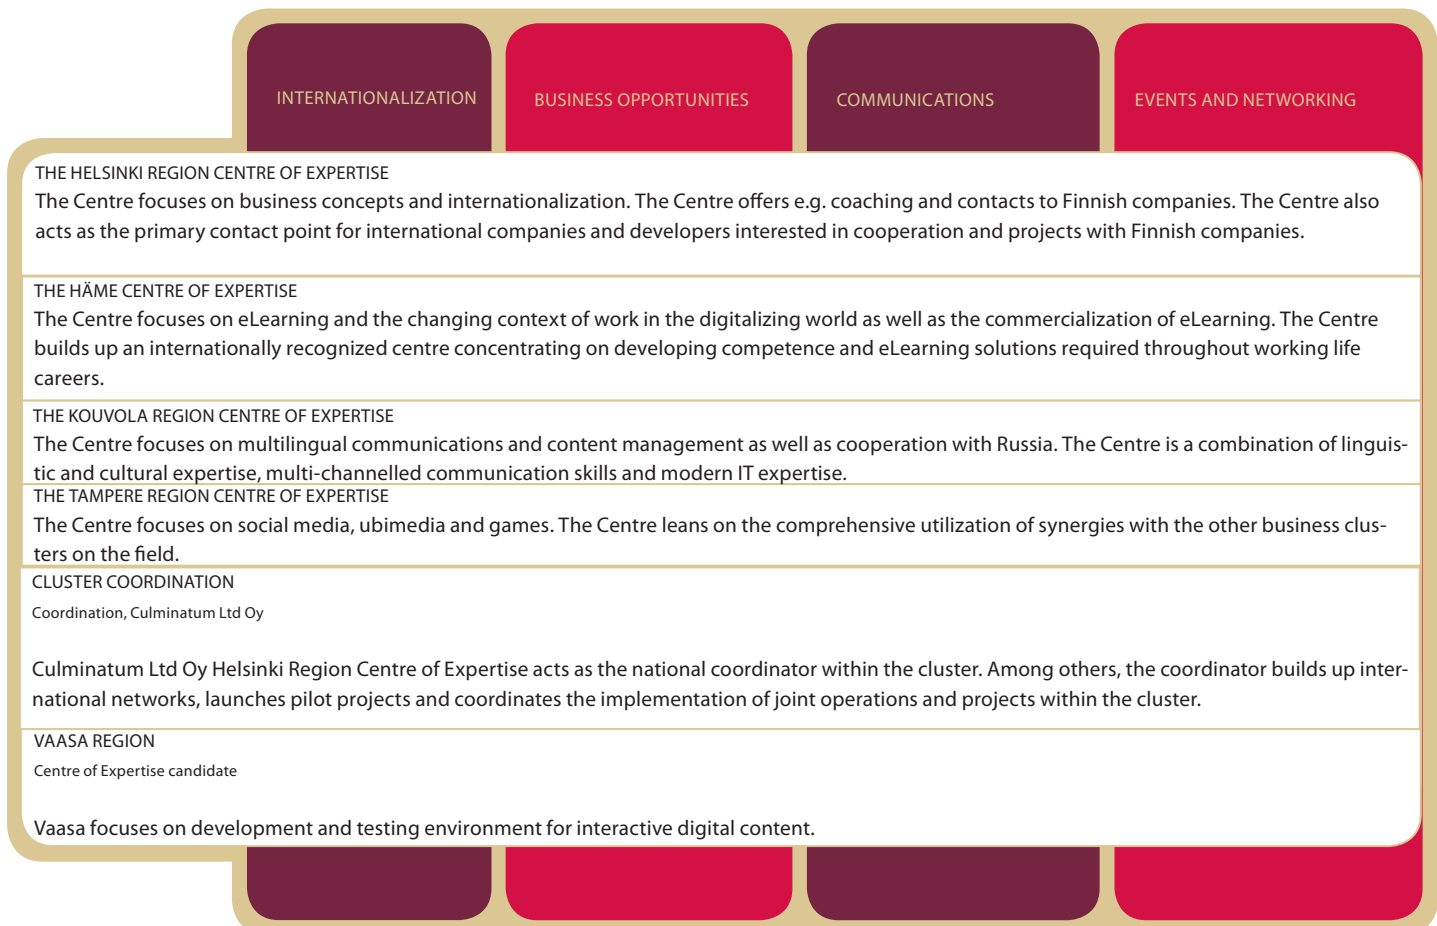 INTERNATIONALIZATION
BUSINESS OPPORTUNITIES
COMMUNICATIONS
EVENTS AND NETWORKING
THE HELSINKI REGION CENTRE OF EXPERTISE
The Centre focuses on business concepts and internationalization. The Centre offers e.g. coaching and contacts to Finnish companies. The Centre also
acts as the primary contact point for international companies and developers interested in cooperation and projects with Finnish companies.
THE HÄME CENTRE OF EXPERTISE
The Centre focuses on eLearning and the changing context of work in the digitalizing world as well as the commercialization of eLearning. The Centre
builds up an internationally recognized centre concentrating on developing competence and eLearning solutions required throughout working life
careers.
THE KOUVOLA REGION CENTRE OF EXPERTISE
The Centre focuses on multilingual communications and content management as well as cooperation with Russia. The Centre is a combination of linguis-
tic and cultural expertise, multi-channelled communication skills and modern IT expertise.
THE TAMPERE REGION CENTRE OF EXPERTISE
The Centre focuses on social media, ubimedia and games. The Centre leans on the comprehensive utilization of synergies with the other business clus-
ters on the field.
CLUSTER COORDINATION
Coordination, Culminatum Ltd Oy
Culminatum Ltd Oy Helsinki Region Centre of Expertise acts as the national coordinator within the cluster. Among others, the coordinator builds up inter-
national networks, launches pilot projects and coordinates the implementation of joint operations and projects within the cluster.
VAASA REGION
Centre of Expertise candidate
Vaasa focuses on development and testing environment for interactive digital content.